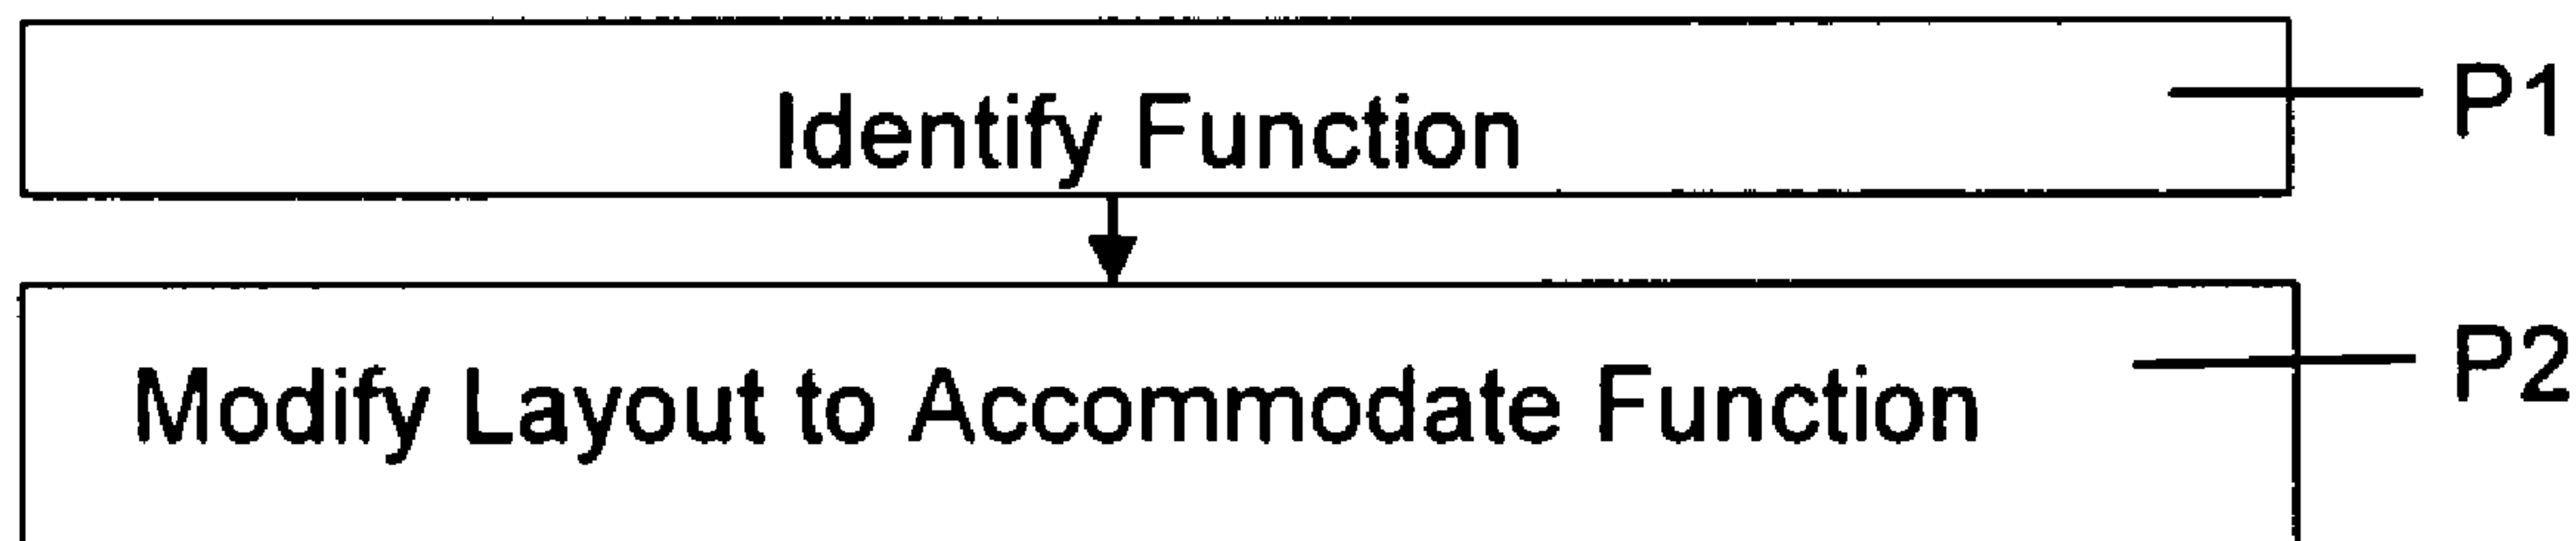 Identify Function
P1
Modify Layout to Accommodate Function
P2